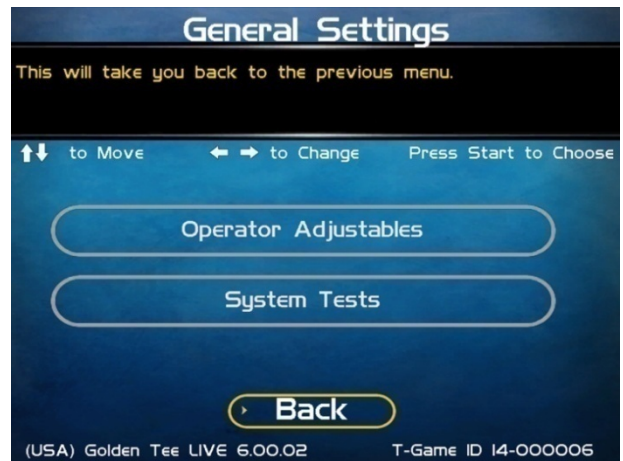 General Settings
This will take you back to the previous menu.
to Move to Change Press Start to Choose
Operator Adjustables
System Tests
Back
(USA) Golden Tee LIVE 6.00.02 T-Game ID 14-000006